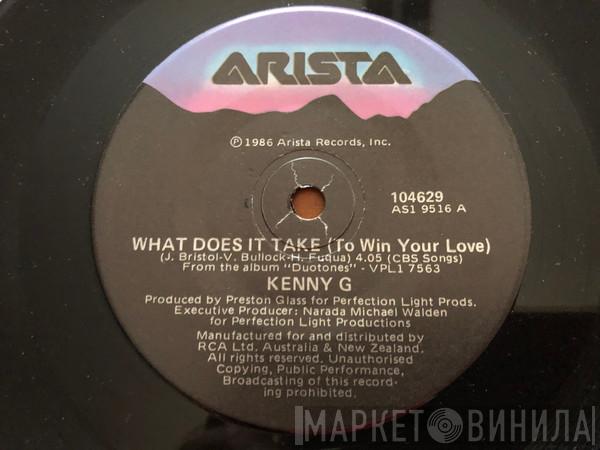 ARISTA
℗ 1986 Arista Records, Inc.
104629
AS1 9516 A
WHAT DOES IT TAKE (To Win Your Love)
(J. Bristol-V. Bullock-H. Fuqua) 4.05 (CBS Songs)
From the album "Duotones" - VPL1 7563
KENNY G
Produced by Preston Glass for Perfection Light Prods.
Executive Producer: Narada Michael Walden
for Perfection Light Productions
Manufactured for and distributed by
RCA Ltd. Australia & New Zealand.
All rights reserved. Unauthorised
Copying, Public Performance,
Broadcasting of this record-
ing prohibited.
МАРКЕТ ВИНИЛА